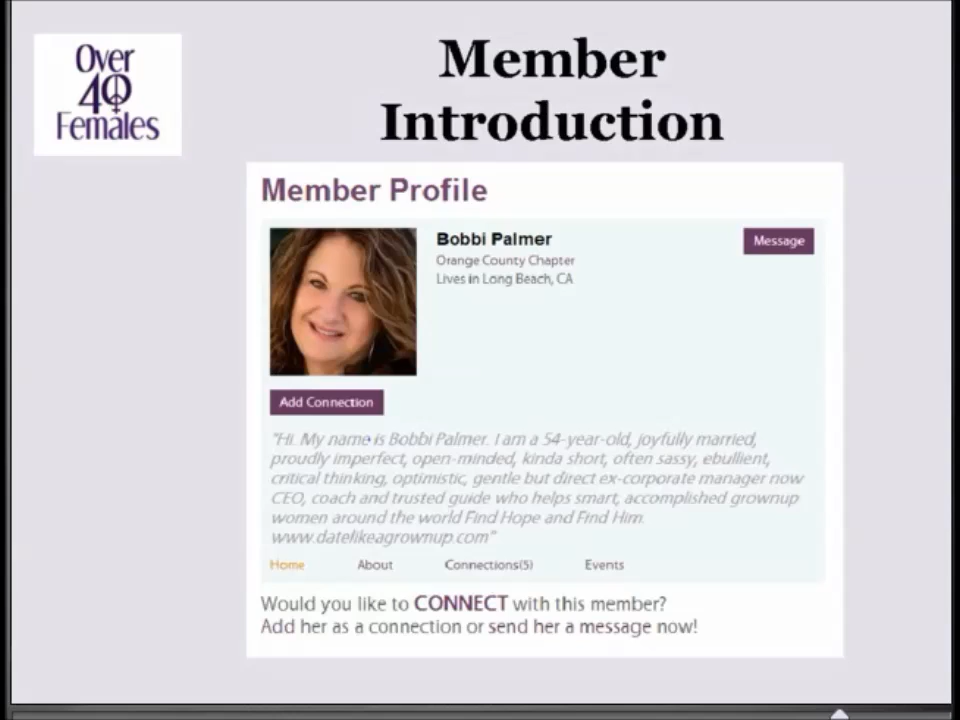 Over
40
Females
Member
Introduction
Member Profile
Bobbi Palmer
Message
Orange County Chapter
Lives in Long Beach, CA
Add Connection
"Hi. My name is Bobbi Palmer. I am a 54-year-old, joyfully married,
proudly imperfect, open-minded, kinda short, often sassy, ebullient,
critical thinking, optimistic, gentle but direct ex-corporate manager now
CEO, coach and trusted guide who helps smart, accomplished grownup
women around the world Find Hope and Find Him.
www.datelikeagrownup.com"
Home About Connections(5) Events
Would you like to CONNECT with this member?
Add her as a connection or send her a message now!